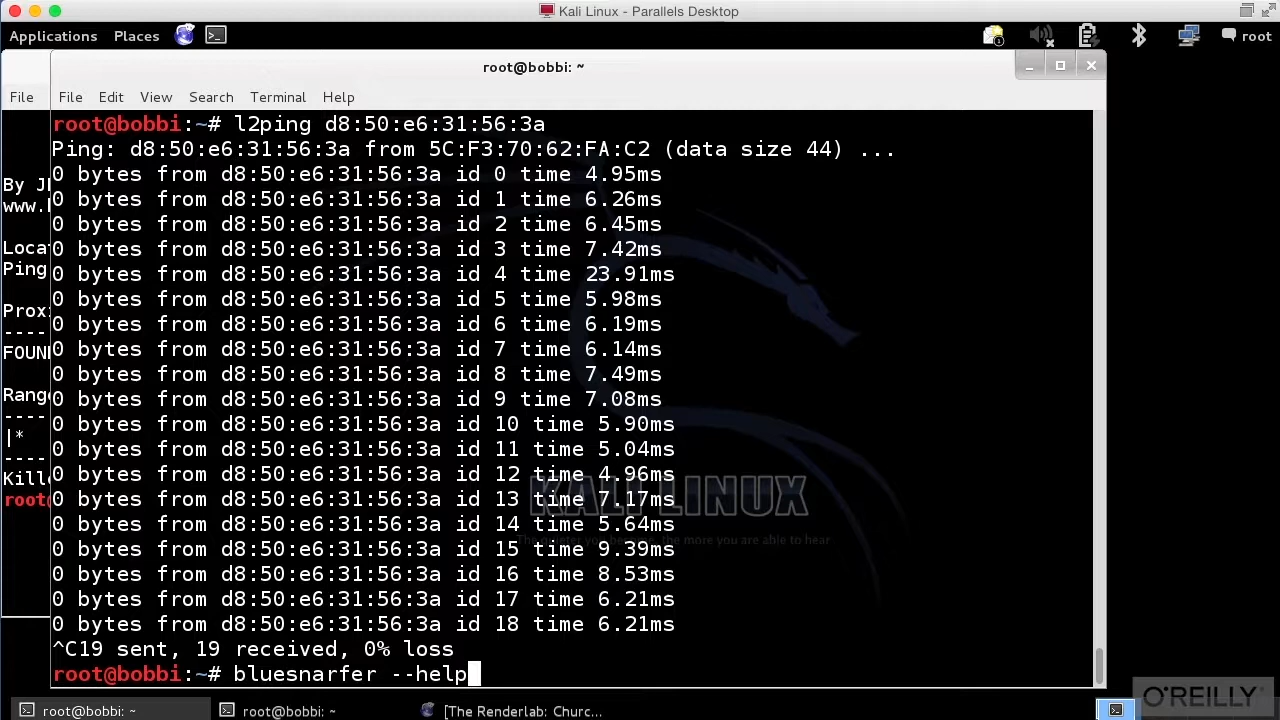 Kali Linux - Parallels Desktop
Applications Places root
root@bobbi: ~
File
File Edit View Search Terminal Help
root@bobbi:~# l2ping d8:50:e6:31:56:3a
Ping: d8:50:e6:31:56:3a from 5C:F3:70:62:FA:C2 (data size 44) ...
0 bytes from d8:50:e6:31:56:3a id 0 time 4.95ms
0 bytes from d8:50:e6:31:56:3a id 1 time 6.26ms
0 bytes from d8:50:e6:31:56:3a id 2 time 6.45ms
0 bytes from d8:50:e6:31:56:3a id 3 time 7.42ms
0 bytes from d8:50:e6:31:56:3a id 4 time 23.91ms
0 bytes from d8:50:e6:31:56:3a id 5 time 5.98ms
0 bytes from d8:50:e6:31:56:3a id 6 time 6.19ms
0 bytes from d8:50:e6:31:56:3a id 7 time 6.14ms
0 bytes from d8:50:e6:31:56:3a id 8 time 7.49ms
0 bytes from d8:50:e6:31:56:3a id 9 time 7.08ms
0 bytes from d8:50:e6:31:56:3a id 10 time 5.90ms
0 bytes from d8:50:e6:31:56:3a id 11 time 5.04ms
0 bytes from d8:50:e6:31:56:3a id 12 time 4.96ms
0 bytes from d8:50:e6:31:56:3a id 13 time 7.17ms
0 bytes from d8:50:e6:31:56:3a id 14 time 5.64ms
0 bytes from d8:50:e6:31:56:3a id 15 time 9.39ms
0 bytes from d8:50:e6:31:56:3a id 16 time 8.53ms
0 bytes from d8:50:e6:31:56:3a id 17 time 6.21ms
0 bytes from d8:50:e6:31:56:3a id 18 time 6.21ms
^C19 sent, 19 received, 0% loss
root@bobbi:~# bluesnarfer --help
KALI LINUX
The quieter you become, the more you are able to hear
By
www.
Ping
|*
root@bobbi: ~
root@bobbi: ~
[The Renderlab: Churc...
O'REILLY